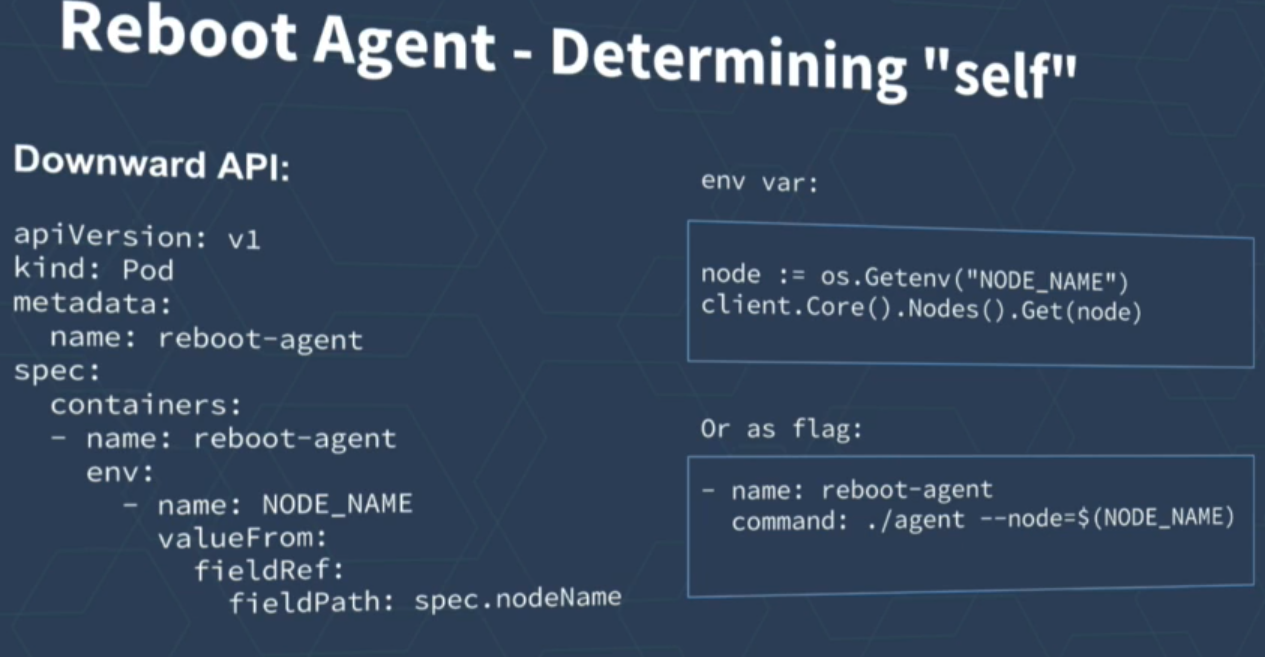 Reboot Agent - Determining "self"
Downward API:
apiVersion: v1
kind: Pod
metadata:
  name: reboot-agent
spec:
  containers:
  - name: reboot-agent
    env:
      - name: NODE_NAME
        valueFrom:
          fieldRef:
            fieldPath: spec.nodeName
env var:
node := os.Getenv("NODE_NAME")
client.Core().Nodes().Get(node)
Or as flag:
- name: reboot-agent
  command: ./agent --node=$(NODE_NAME)